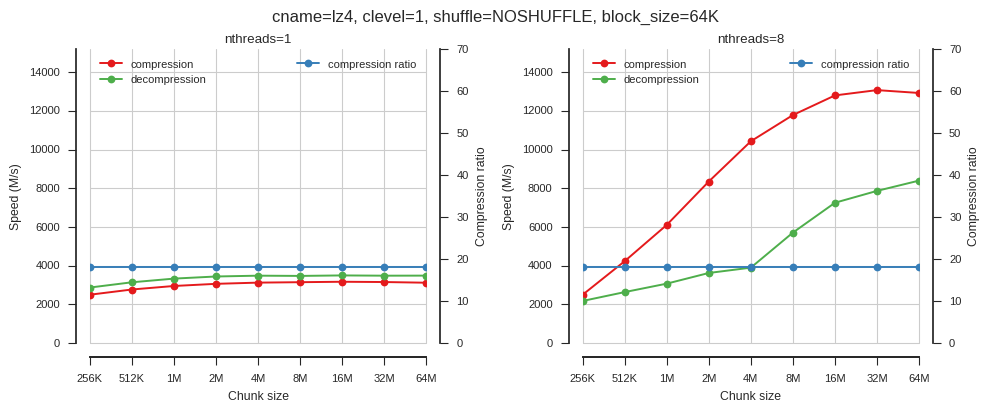 cname=lz4, clevel=1, shuffle=NOSHUFFLE, block_size=64K
nthreads=1
compression
decompression
compression ratio
14000
12000
10000
8000
6000
4000
2000
0
Speed (M/s)
70
60
50
40
30
20
10
0
Compression ratio
256K 512K 1M 2M 4M 8M 16M 32M 64M
Chunk size
nthreads=8
compression
decompression
compression ratio
14000
12000
10000
8000
6000
4000
2000
0
Speed (M/s)
70
60
50
40
30
20
10
0
Compression ratio
256K 512K 1M 2M 4M 8M 16M 32M 64M
Chunk size